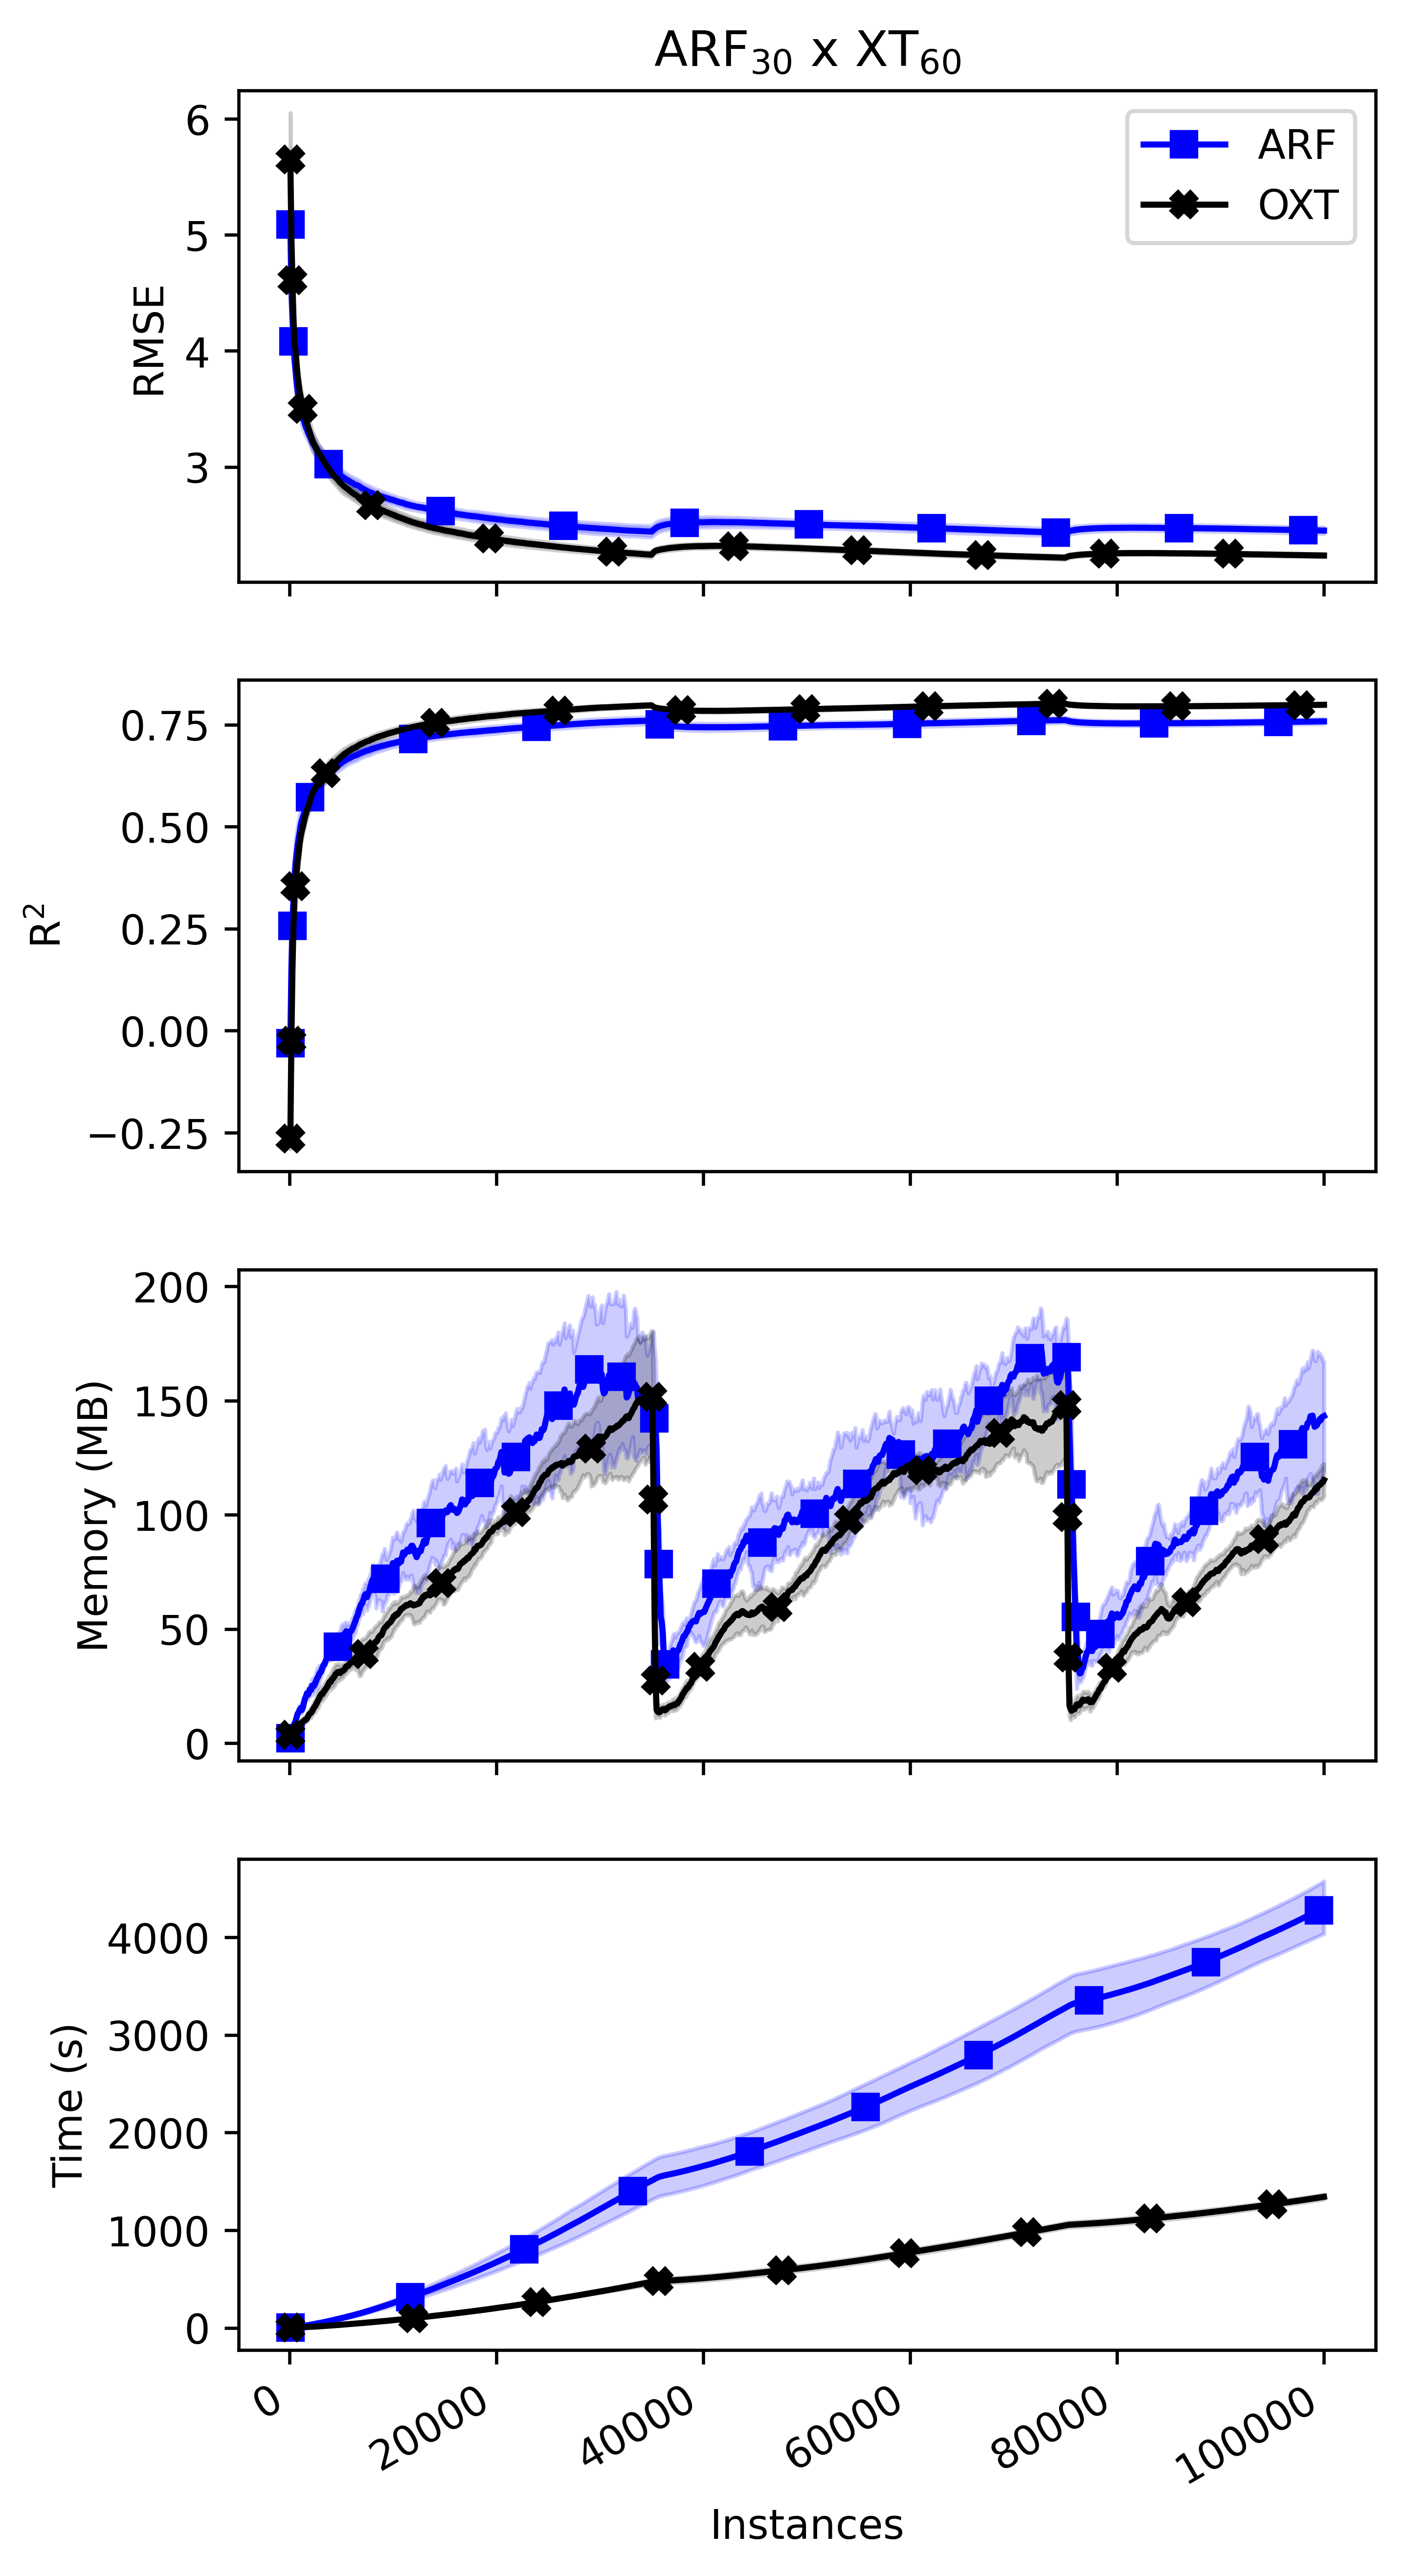 ARF₃₀ x XT₆₀
6
5
4
3
RMSE
ARF
OXT
0.75
0.50
0.25
0.00
−0.25
R²
200
150
100
50
0
Memory (MB)
4000
3000
2000
1000
0
Time (s)
0 20000 40000 60000 80000 100000
Instances